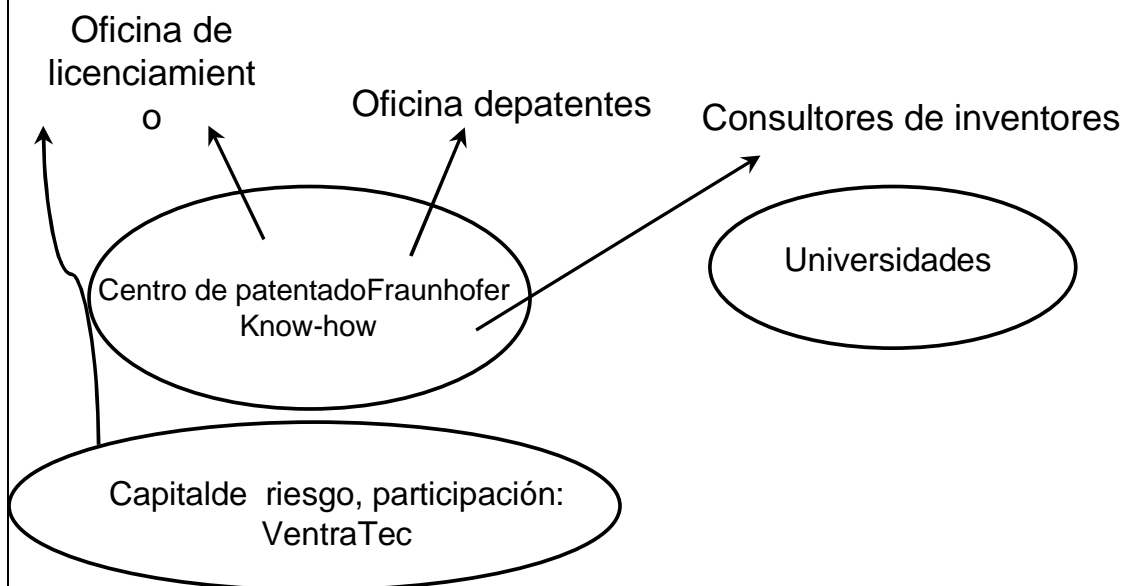 Oficina de
licenciamient
o
Oficina depatentes
Consultores de inventores
Universidades
Centro de patentadoFraunhofer
Know-how
Capitalde  riesgo, participación:
VentraTec